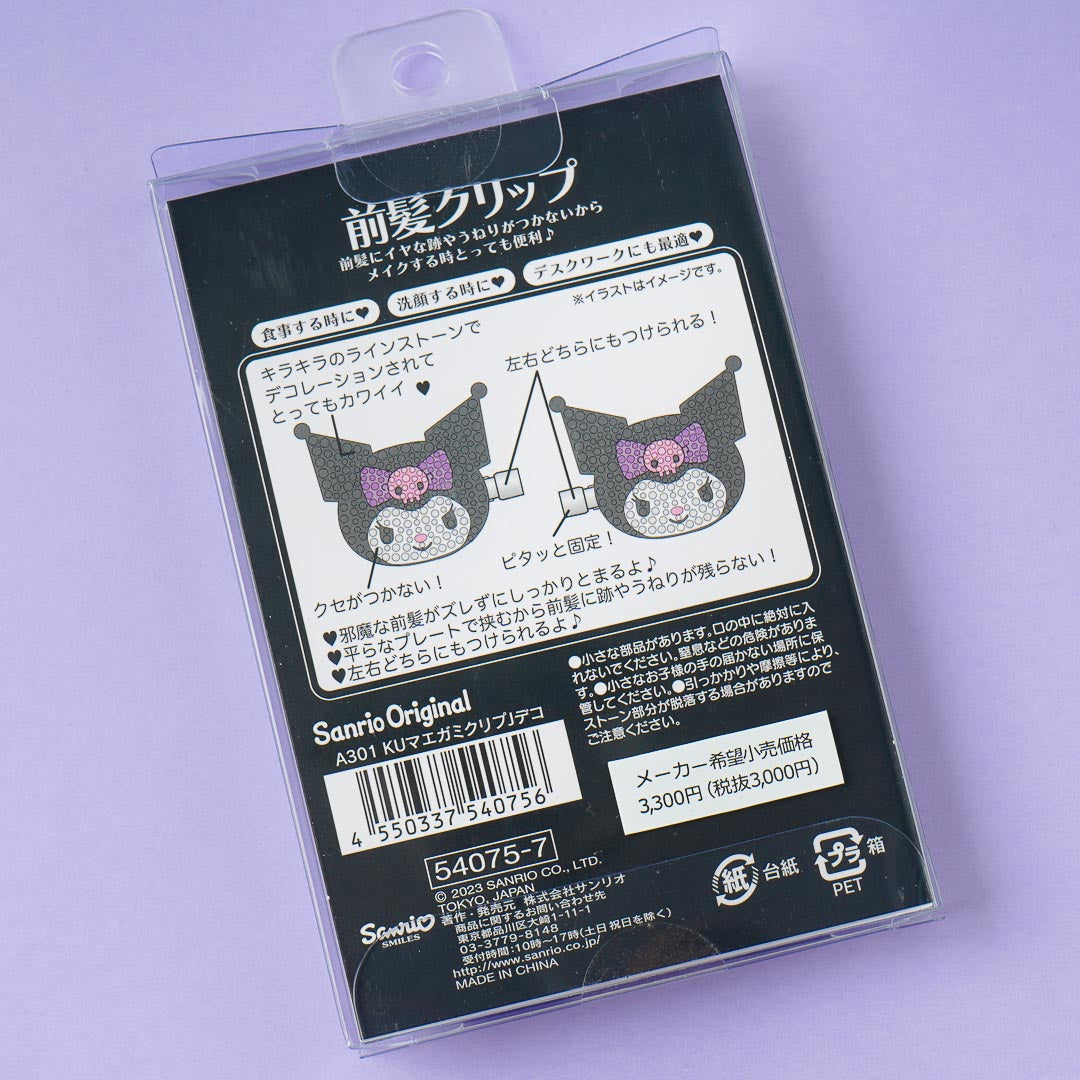 前髪クリップ
前髪にイヤな跡やうねりがつかないから
メイクする時とっても便利♪
食事する時に♥
洗顔する時に♥
デスクワークにも最適♥
※イラストはイメージです。
キラキラのラインストーンで
デコレーションされて
とってもカワイイ ♥
左右どちらにもつけられる！
ピタッと固定！
クセがつかない！
♥邪魔な前髪がズレずにしっかりとまるよ♪
♥平らなプレートで挟むから前髪に跡やうねりが残らない！
♥左右どちらにもつけられるよ♪
●小さな部品があります。口の中に絶対に入
れないでください。窒息などの危険がありま
す。●小さなお子様の手の届かない場所に保
管してください。●引っかかりや摩擦等により、
ストーン部分が脱落する場合がありますので
ご注意ください。
Sanrio Original
A301 KUマエガミクリプJデコ
4 550337 540756
メーカー希望小売価格
3,300円（税抜3,000円）
54075-7
© 2023 SANRIO CO., LTD.
TOKYO, JAPAN
著作・発売元 株式会社サンリオ
商品に関するお問い合わせ先
東京都品川区大崎1-11-1
03-3779-8148
受付時間：10時〜17時（土日 祝日を除く）
http://www.sanrio.co.jp/
MADE IN CHINA
Sanrio
SMILES
紙 台紙
プラ 箱
PET